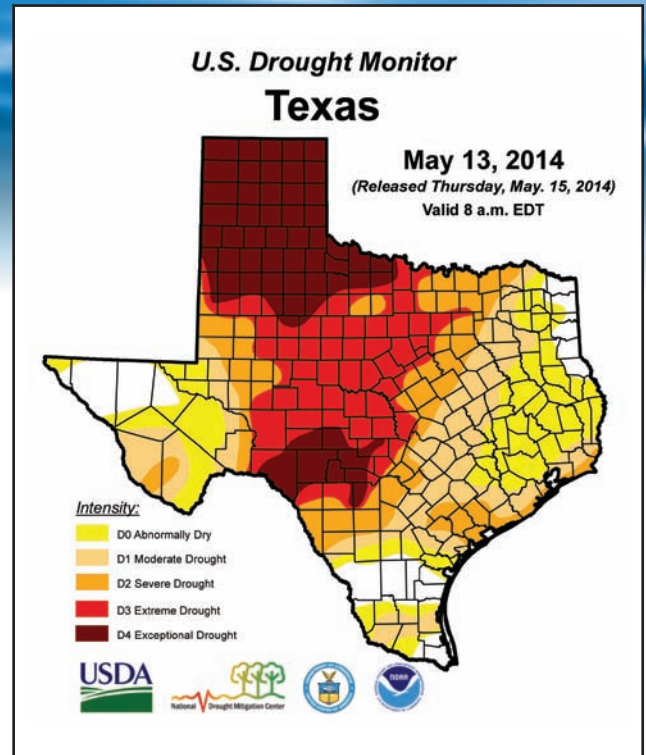 U.S. Drought Monitor
Texas
May 13, 2014
(Released Thursday, May. 15, 2014)
Valid 8 a.m. EDT
Intensity:
D0 Abnormally Dry
D1 Moderate Drought
D2 Severe Drought
D3 Extreme Drought
D4 Exceptional Drought
USDA
National Drought Mitigation Center
NOAA